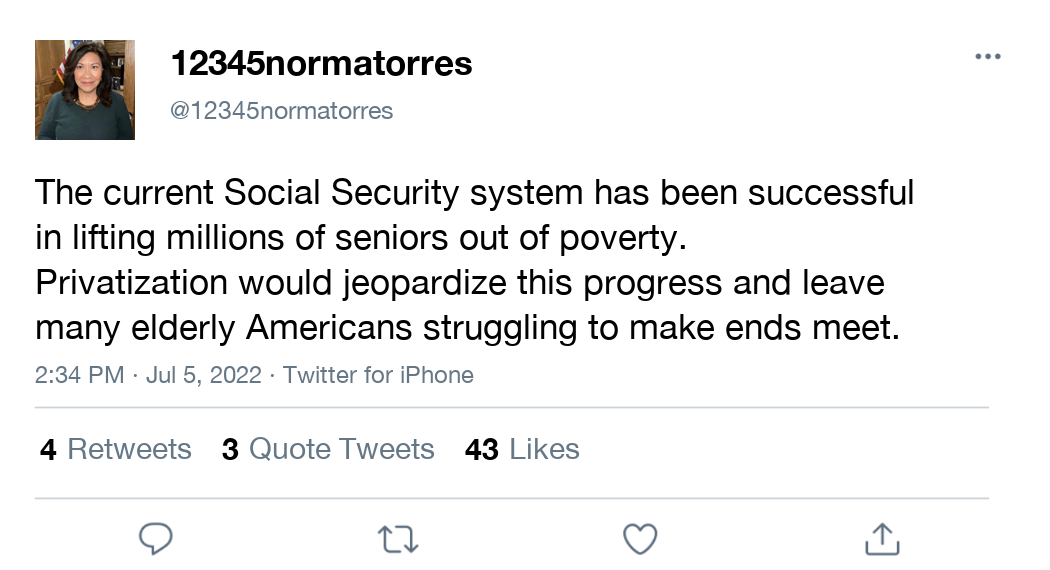 12345normatorres
@12345normatorres
The current Social Security system has been successful
in lifting millions of seniors out of poverty.
Privatization would jeopardize this progress and leave
many elderly Americans struggling to make ends meet.
2:34 PM · Jul 5, 2022 · Twitter for iPhone
4 Retweets 3 Quote Tweets 43 Likes